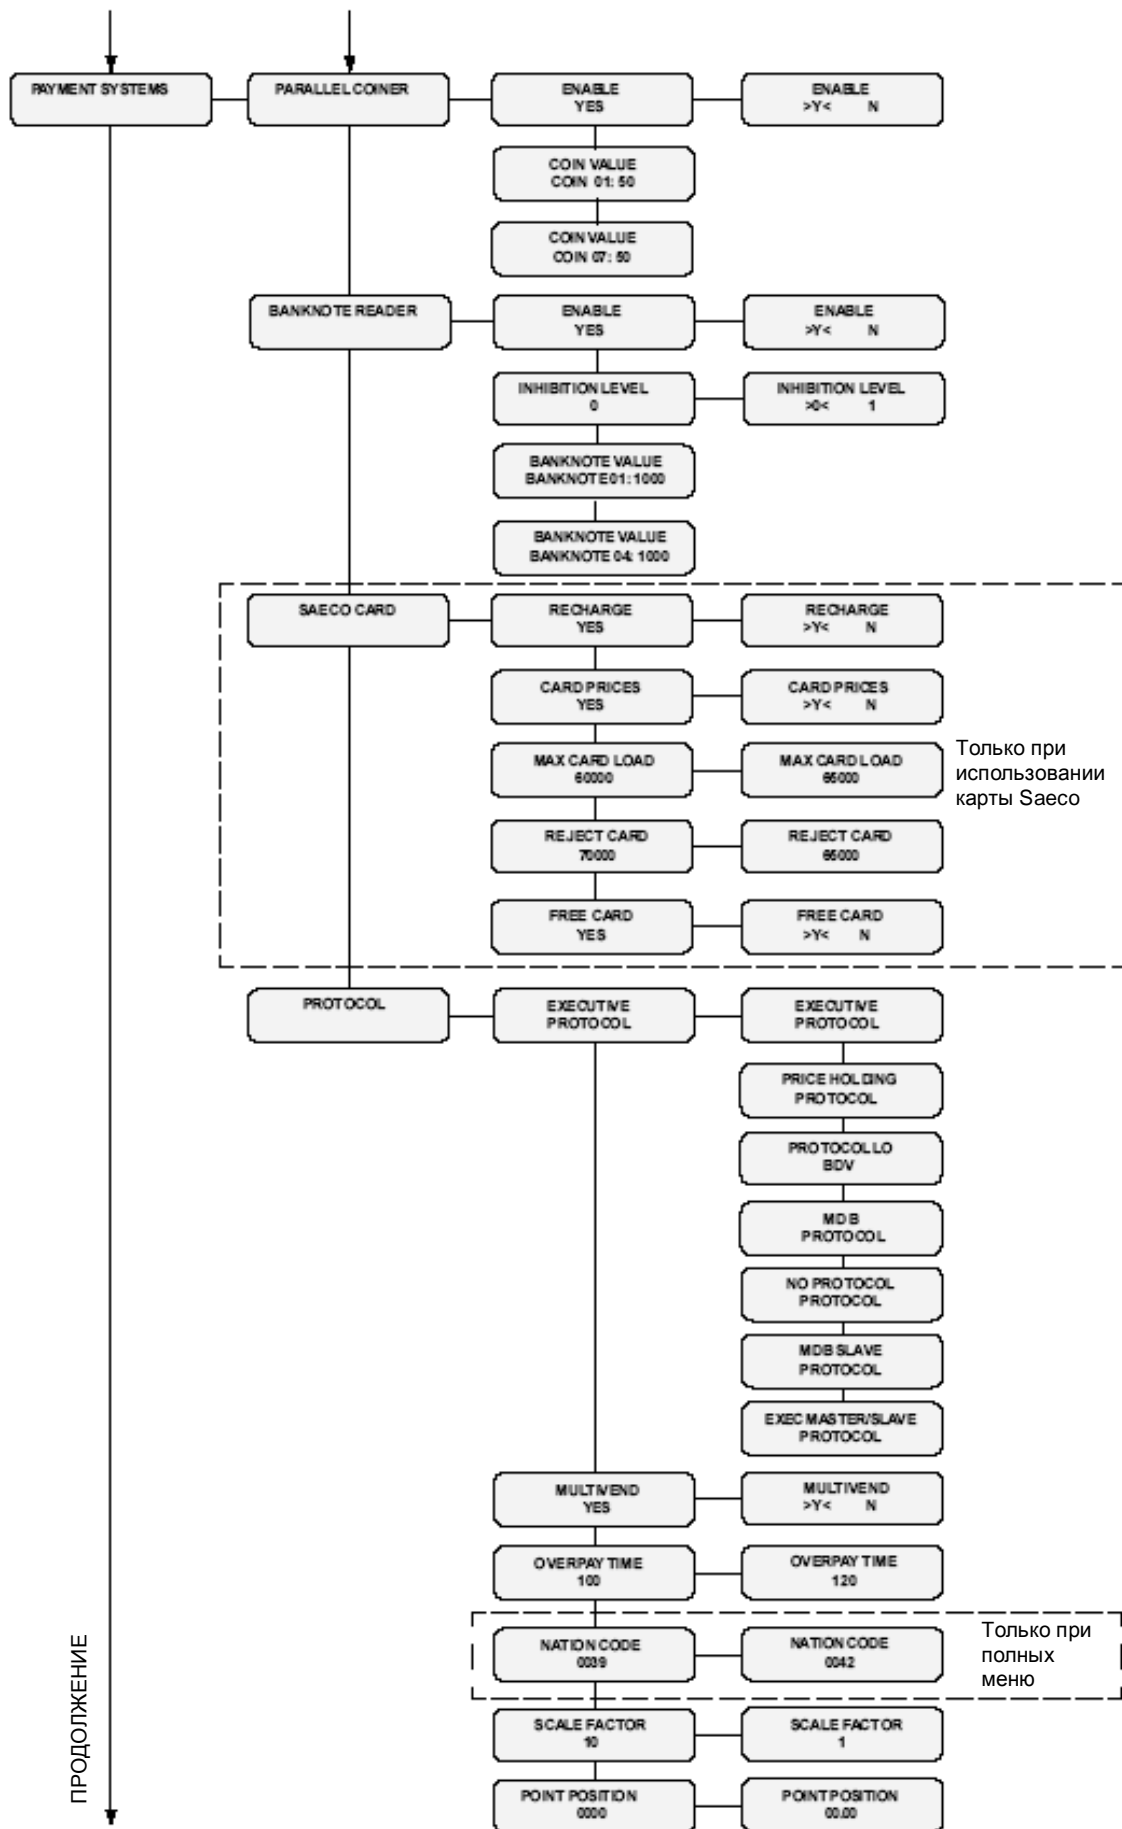 PAYMENT SYSTEMS
PARALLEL COINER
ENABLE
YES
ENABLE
>Y< N
COIN VALUE
COIN 01: 50
COIN VALUE
COIN 07: 50
BANKNOTE READER
ENABLE
YES
ENABLE
>Y< N
INHIBITION LEVEL
0
INHIBITION LEVEL
>0< 1
BANKNOTE VALUE
BANKNOTE 01: 1000
BANKNOTE VALUE
BANKNOTE 04: 1000
SAECO CARD
RECHARGE
YES
RECHARGE
>Y< N
CARD PRICES
YES
CARD PRICES
>Y< N
MAX CARD LOAD
60000
MAX CARD LOAD
65000
Только при
использовании
карты Saeco
REJECT CARD
70000
REJECT CARD
65000
FREE CARD
YES
FREE CARD
>Y< N
PROTOCOL
EXECUTIVE
PROTOCOL
EXECUTIVE
PROTOCOL
PRICE HOLDING
PROTOCOL
PROTOCOLLO
BDV
MDB
PROTOCOL
NO PROTOCOL
PROTOCOL
MDB SLAVE
PROTOCOL
EXEC MASTER/SLAVE
PROTOCOL
MULTIVEND
YES
MULTIVEND
>Y< N
OVERPAY TIME
100
OVERPAY TIME
120
NATION CODE
0039
NATION CODE
0042
Только при
полных
меню
SCALE FACTOR
10
SCALE FACTOR
1
POINT POSITION
0000
POINT POSITION
00.00
ПРОДОЛЖЕНИЕ